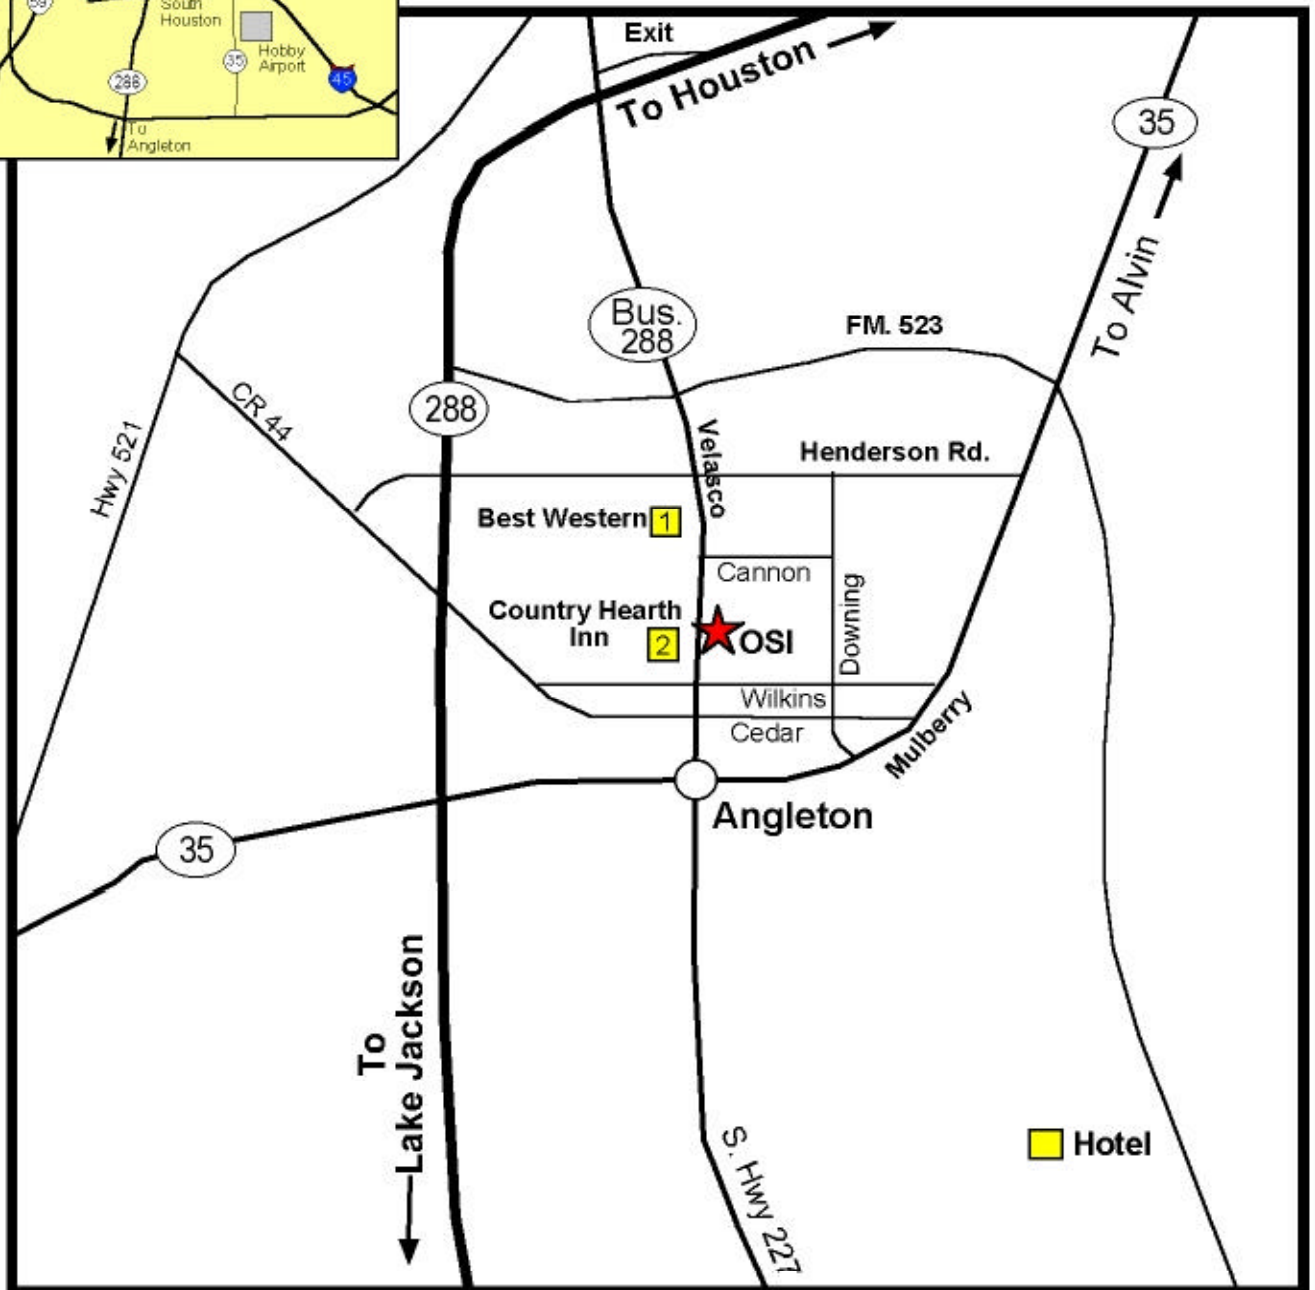 59
South
Houston
Hobby
Airport
35
288
45
To
Angleton
Exit
To Houston
35
To Alvin
Bus.
288
FM. 523
288
CR 44
Hwy 521
Velasco
Henderson Rd.
Best Western 1
Cannon
Downing
Country Hearth
Inn
2
OSI
Wilkins
Cedar
Mulberry
Angleton
35
To
Lake Jackson
S. Hwy 227
Hotel